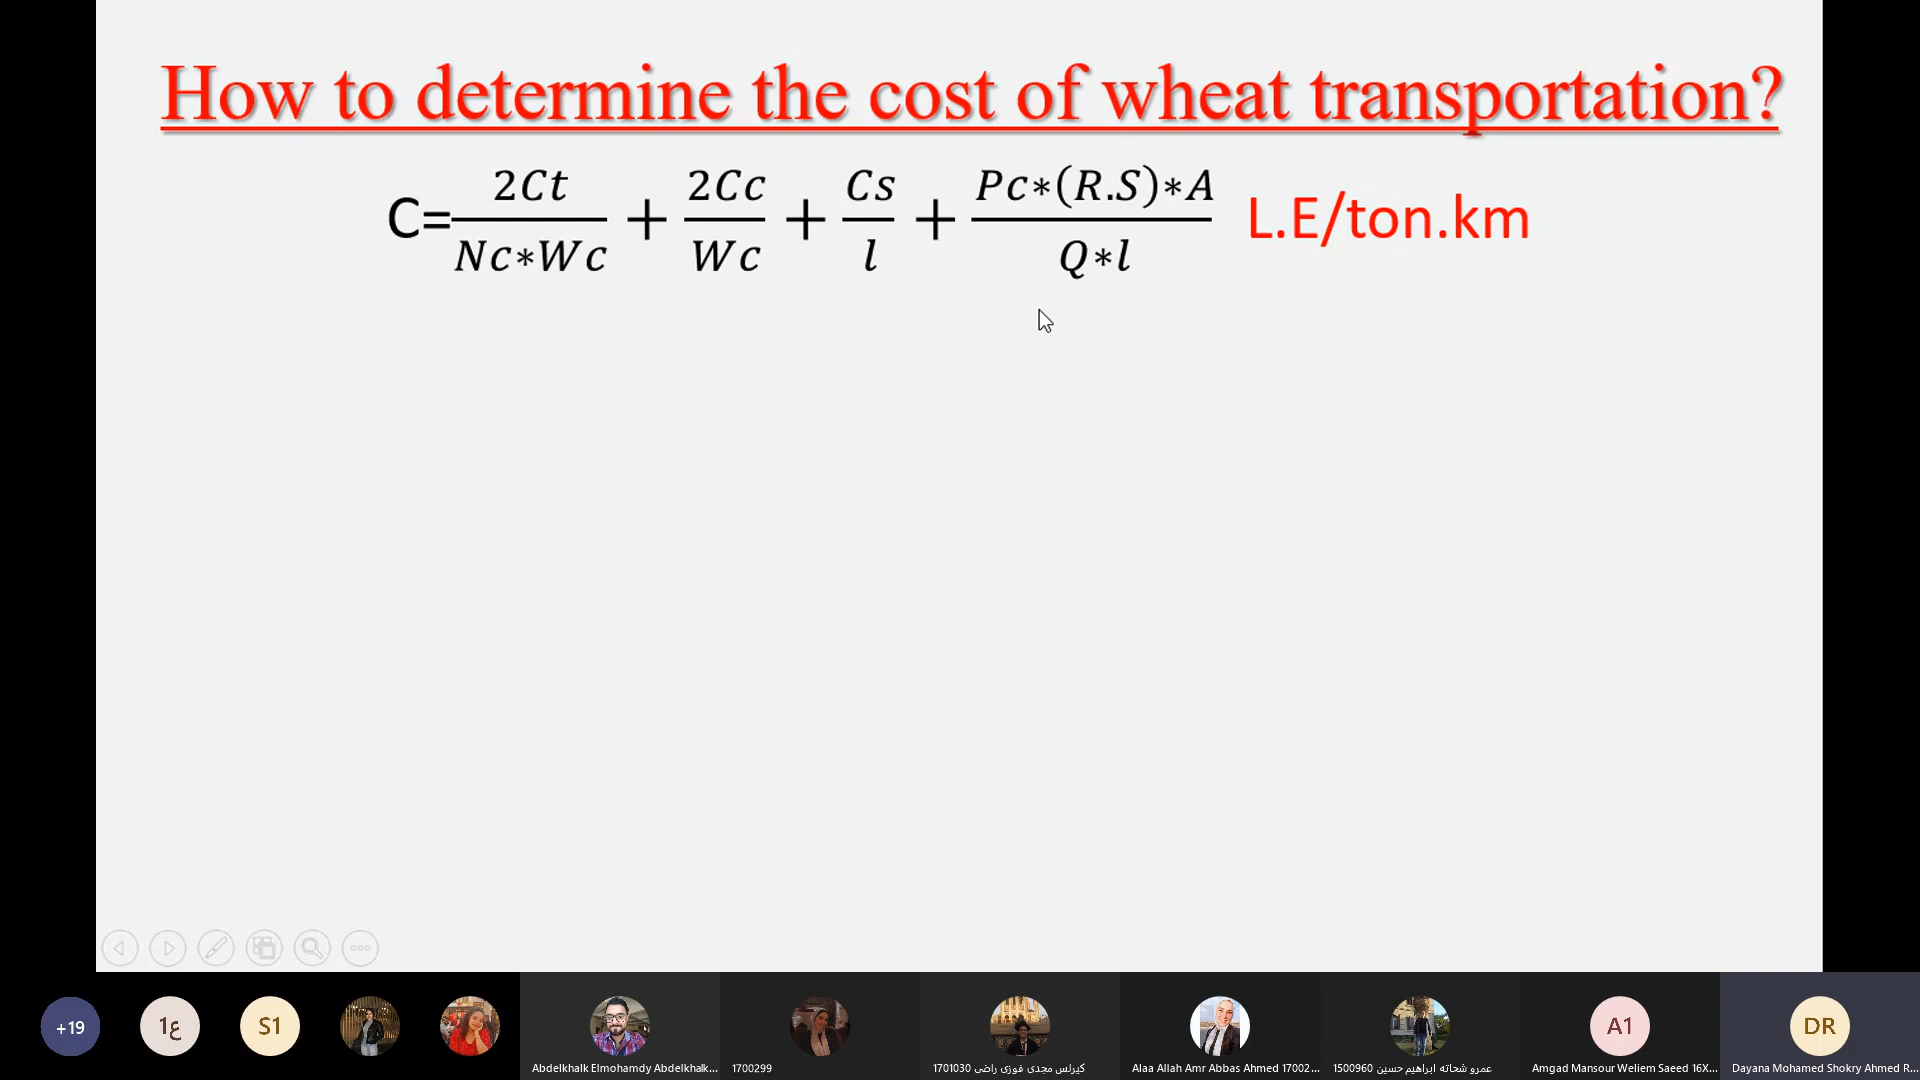 How to determine the cost of wheat transportation?
C=2Ct/Nc*Wc + 2Cc/Wc + Cs/l + Pc*(R.S)*A/Q*l L.E/ton.km
+19
ع1
S1
A1
DR
Abdelkhalk Elmohamdy Abdelkhalk...
1700299
كيرلس مجدى فوزى راضى 1701030
Alaa Allah Amr Abbas Ahmed 17002...
عمرو شحاته ابراهيم حسين 1500960
Amgad Mansour Weliem Saeed 16X...
Dayana Mohamed Shokry Ahmed R...